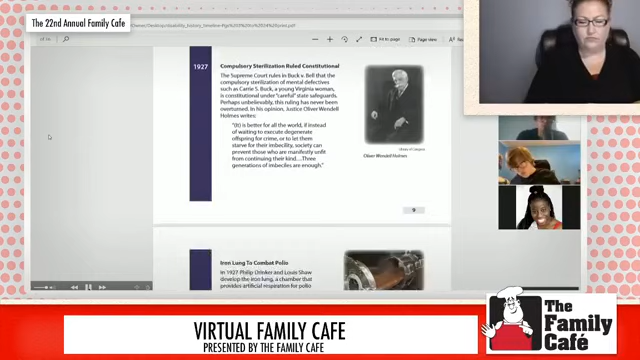 The 22nd Annual Family Cafe
Fit to page
Page view
1927
Compulsory Sterilization Ruled Constitutional
The Supreme Court rules in Buck v. Bell that the
compulsory sterilization of mental defectives
such as Carrie S. Buck, a young Virginia woman,
is constitutional under "careful" state safeguards.
Perhaps unbelievably, this ruling has never been
overturned. In his opinion, Justice Oliver Wendell
Holmes writes:
"(It) is better for all the world, if instead
of waiting to execute degenerate
offspring for crime, or to let them
starve for their imbecility, society can
prevent those who are manifestly unfit
from continuing their kind....Three
generations of imbeciles are enough."
Library of Congress
Oliver Wendell Holmes
9
Iron Lung To Combat Polio
In 1927 Philip Drinker and Louis Shaw
develop the iron lung, a chamber that
provides artificial respiration for polio
VIRTUAL FAMILY CAFE
PRESENTED BY THE FAMILY CAFE
The
Family
Café